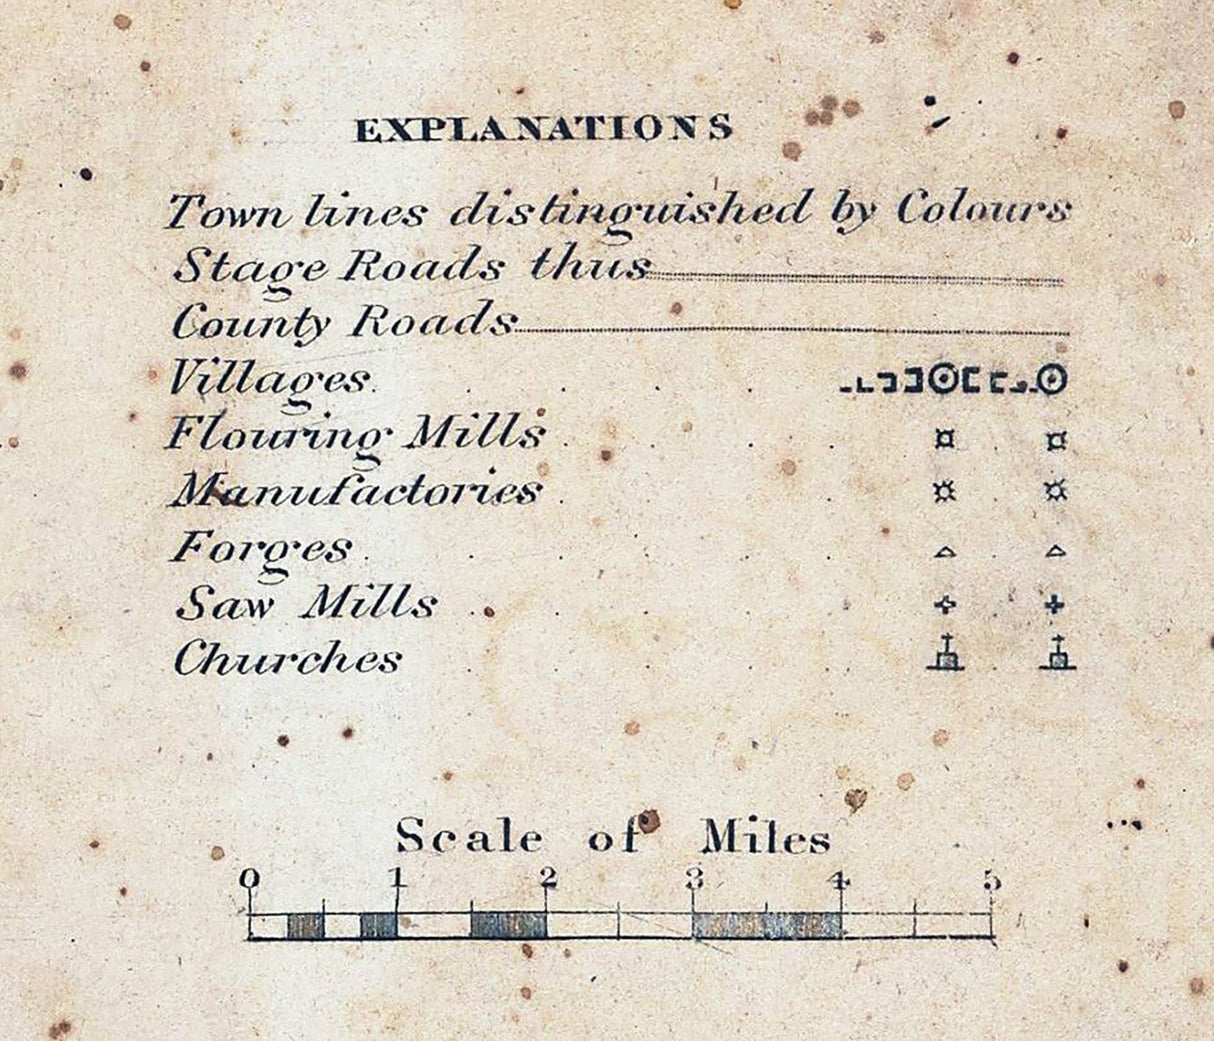 EXPLANATIONS
Town lines distinguished by Colours
Stage Roads thus
County Roads
Villages
Flouring Mills
Manufactories
Forges
Saw Mills
Churches
Scale of Miles
0 1 2 3 4 5